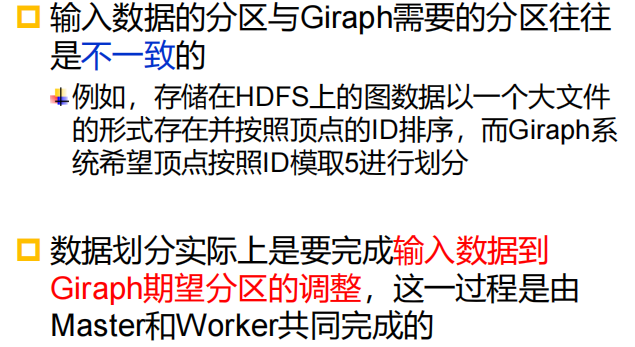 输入数据的分区与Giraph需要的分区往往
是不一致的
例如，存储在HDFS上的图数据以一个大文件
的形式存在并按照顶点的ID排序，而Giraph系
统希望顶点按照ID模取5进行划分
数据划分实际上是要完成输入数据到
Giraph期望分区的调整，这一过程是由
Master和Worker共同完成的